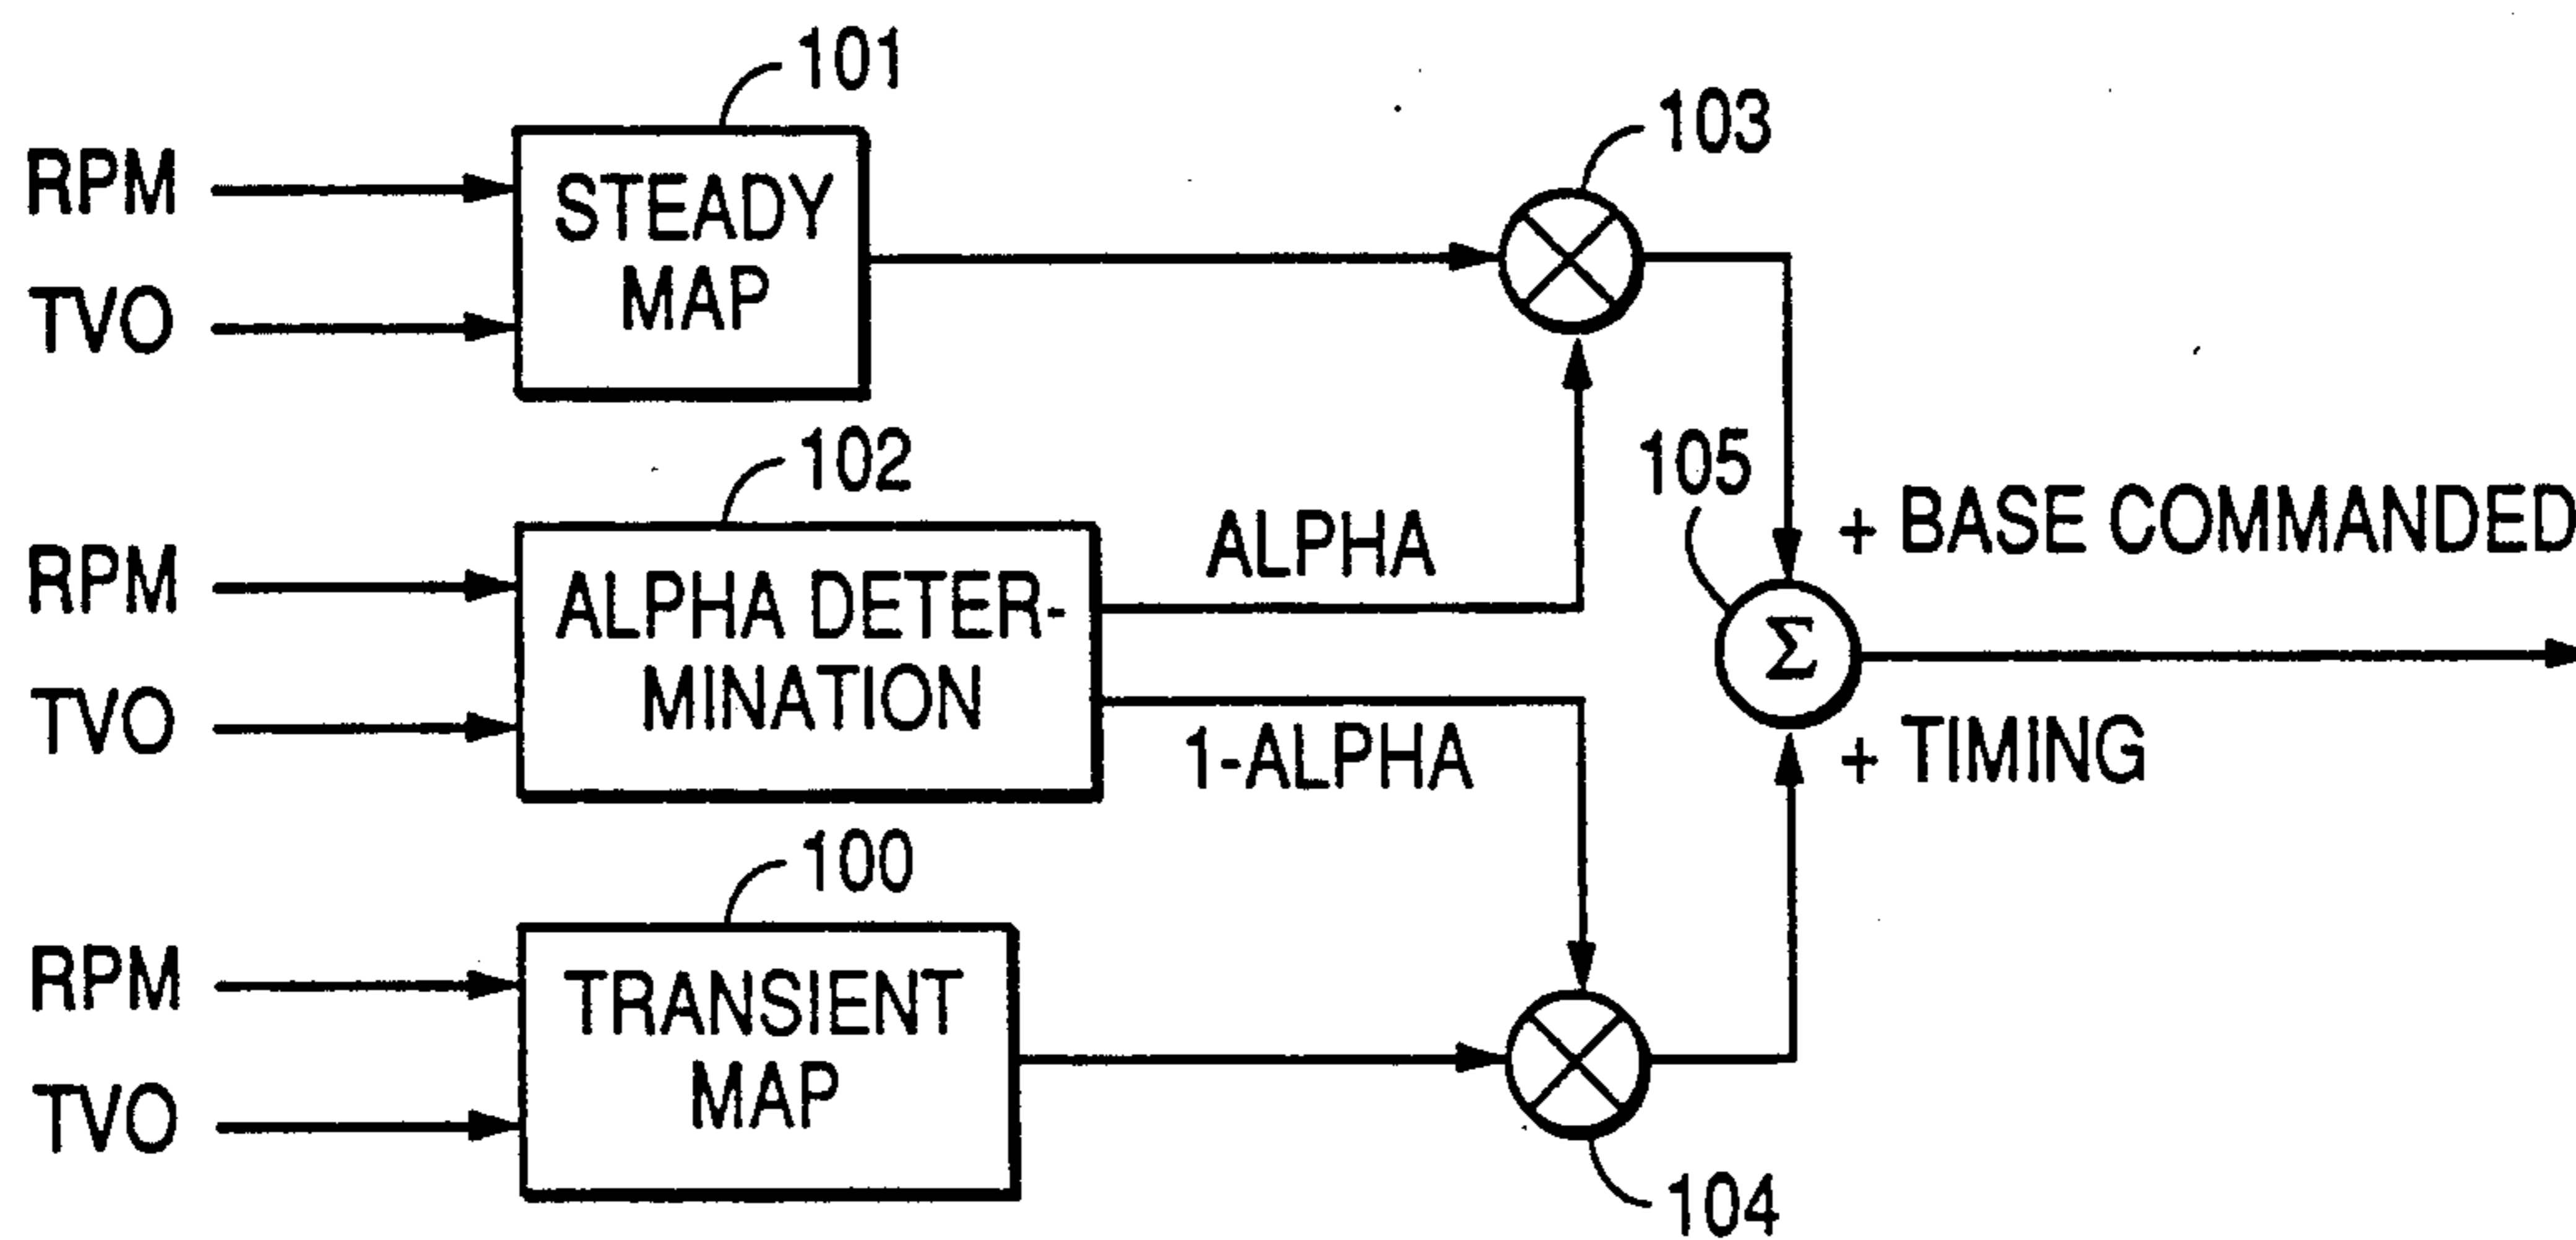 101
103
RPM
STEADY
MAP
TVO
102
105
ALPHA
+ BASE COMMANDED
RPM
ALPHA DETER-
MINATION
Σ
TVO
1-ALPHA
+ TIMING
100
RPM
TRANSIENT
MAP
TVO
104